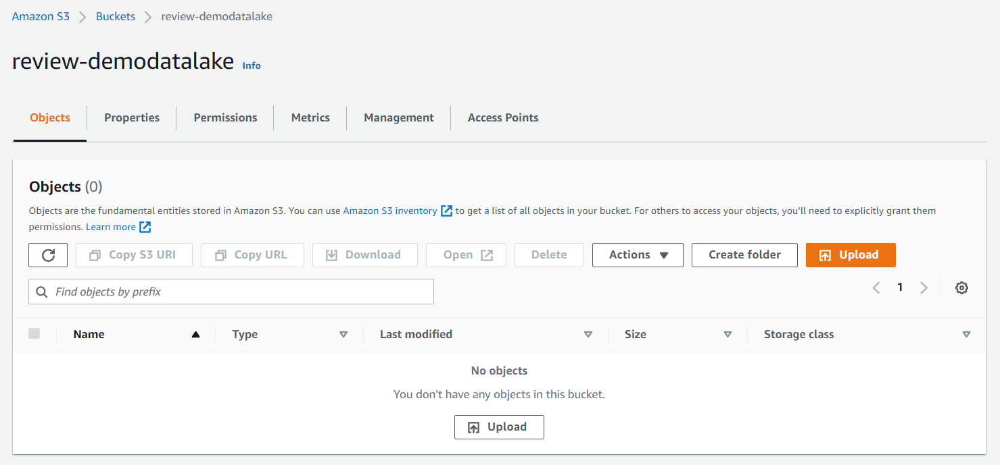 Amazon S3 > Buckets > review-demodatalake
review-demodatalake Info
Objects Properties Permissions Metrics Management Access Points
Objects (0)
Objects are the fundamental entities stored in Amazon S3. You can use Amazon S3 inventory to get a list of all objects in your bucket. For others to access your objects, you'll need to explicitly grant them
permissions. Learn more
Copy S3 URI Copy URL Download Open Delete Actions Create folder Upload
Find objects by prefix 1
Name Type Last modified Size Storage class
No objects
You don't have any objects in this bucket.
Upload